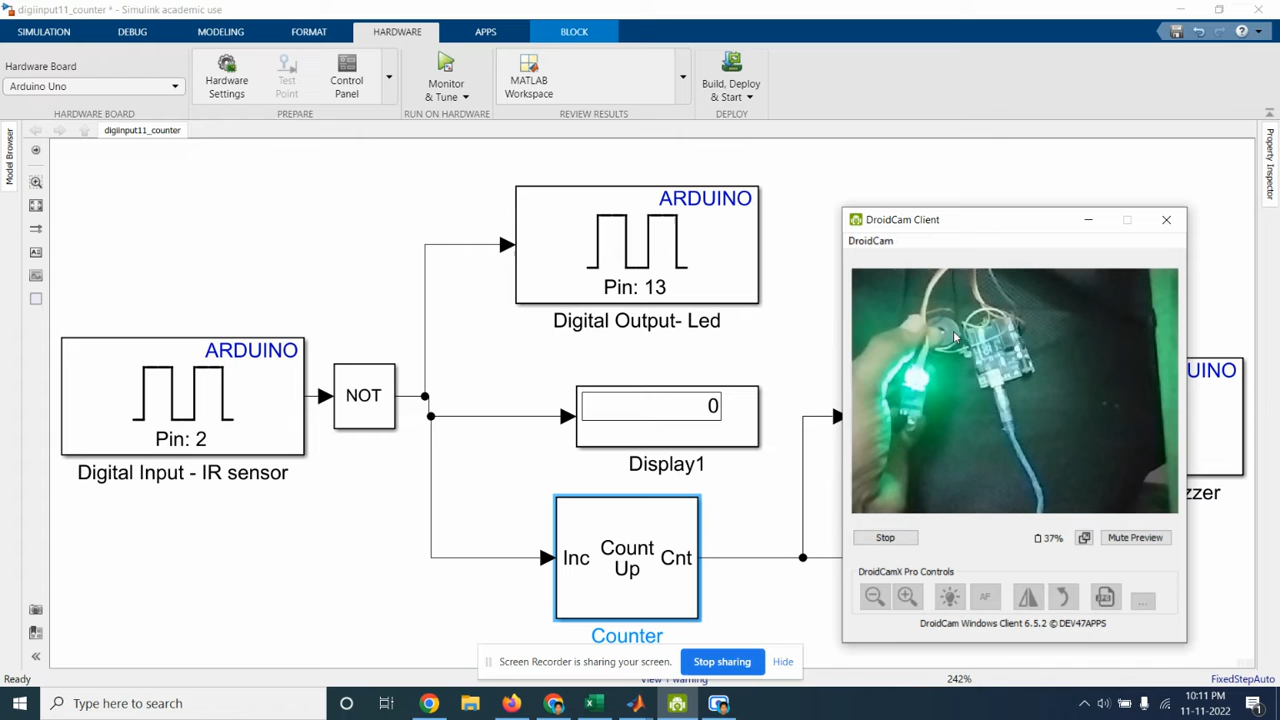 digiinput11_counter * - Simulink academic use
SIMULATION
DEBUG
MODELING
FORMAT
HARDWARE
APPS
BLOCK
Hardware Board
Arduino Uno
HARDWARE BOARD
Hardware
Settings
Test
Point
Control
Panel
PREPARE
Monitor
& Tune
RUN ON HARDWARE
MATLAB
Workspace
REVIEW RESULTS
Build, Deploy
& Start
DEPLOY
Model Browser
digiinput11_counter
Property Inspector
ARDUINO
Pin: 13
Digital Output- Led
ARDUINO
Pin: 2
Digital Input - IR sensor
NOT
0
Display1
Inc
Count
Up
Cnt
Counter
UINO
zzer
DroidCam Client
DroidCam
Stop
37%
Mute Preview
DroidCamX Pro Controls
AF
...
DroidCam Windows Client 6.5.2 © DEV47APPS
Screen Recorder is sharing your screen.
Stop sharing
Hide
Ready
View 1 warning
242%
FixedStepAuto
Type here to search
10:11 PM
11-11-2022
1